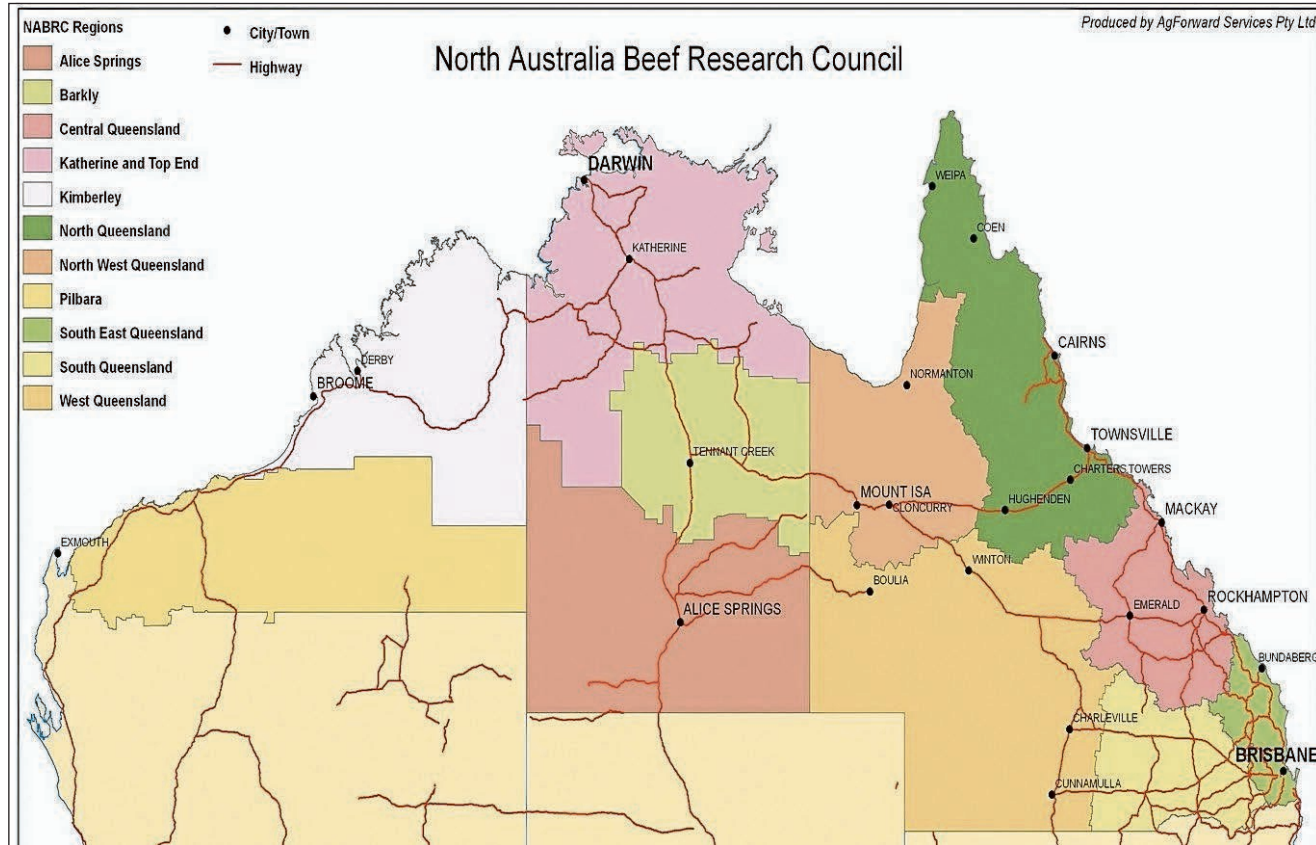 NABRC Regions
City/Town
Highway
Produced by AgForward Services Pty Ltd
North Australia Beef Research Council
Alice Springs
Barkly
Central Queensland
Katherine and Top End
Kimberley
North Queensland
North West Queensland
Pilbara
South East Queensland
South Queensland
West Queensland
DARWIN
WEIPA
COEN
KATHERINE
CAIRNS
DERBY
BROOME
NORMANTON
TOWNSVILLE
TENNANT CREEK
CHARTERS TOWERS
MOUNT ISA
CLONCURRY
HUGHENDEN
MACKAY
EXMOUTH
WINTON
BOULIA
ALICE SPRINGS
EMERALD
ROCKHAMPTON
BUNDABERG
CHARLEVILLE
BRISBANE
CUNNAMULLA